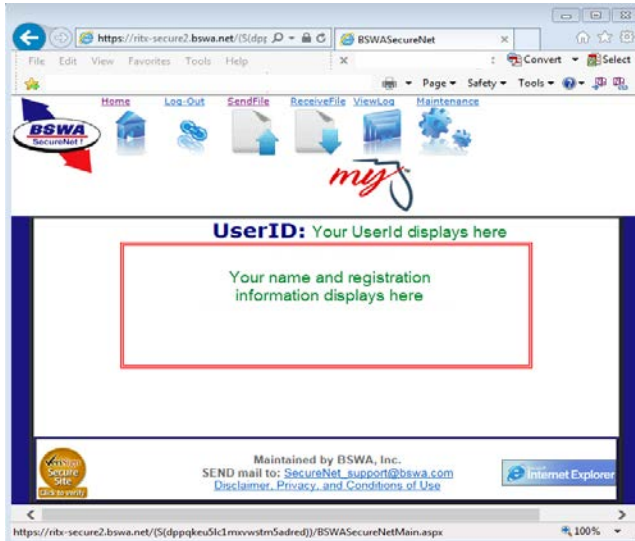 https://ritx-secure2.bswa.net/(S(dpp
BSWASecureNet
File Edit View Favorites Tools Help
Convert Select
Page Safety Tools
Home Log-Out SendFile ReceiveFile ViewLog Maintenance
BSWA
SecureNet !
my
UserID: Your UserId displays here
Your name and registration
information displays here
Secure
Site
Click to verify
Maintained by BSWA, Inc.
SEND mail to: SecureNet_support@bswa.com
Disclaimer, Privacy, and Conditions of Use
Internet Explorer
https://ritx-secure2.bswa.net/(S(dppqkeu5lc1mxvwstm5adred))/BSWASecureNetMain.aspx
100%